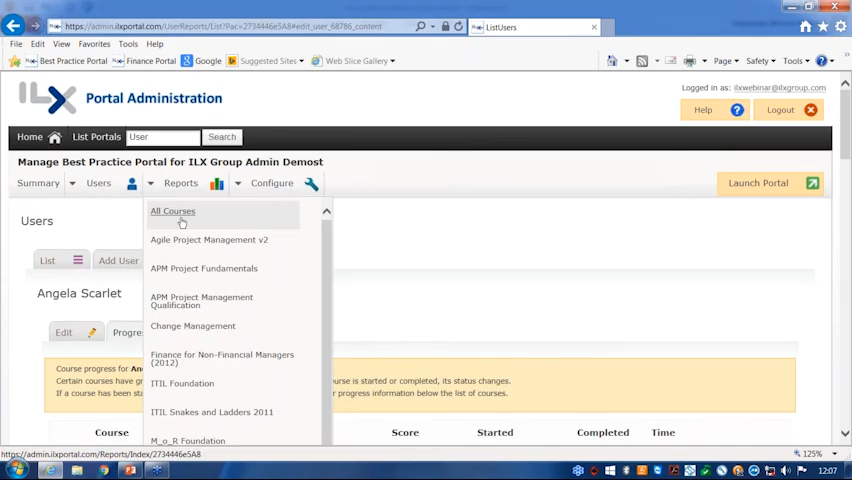 https://admin.ilxportal.com/UserReports/List?Pac=2734446e5A8#edit_user_68786_content
ListUsers
File Edit View Favorites Tools Help
Best Practice Portal Finance Portal Google Suggested Sites Web Slice Gallery
Page Safety Tools
ILX Portal Administration
Logged in as: ilxwebinar@ilxgroup.com
Help Logout
Home List Portals User Search
Manage Best Practice Portal for ILX Group Admin Demost
Summary Users Reports Configure Launch Portal
All Courses
Users
Agile Project Management v2
List Add User
APM Project Fundamentals
Angela Scarlet
APM Project Management
Qualification
Change Management
Edit Progre
Finance for Non-Financial Managers
(2012)
Course progress for An
Certain courses have gr
ourse is started or completed, its status changes.
ITIL Foundation
If a course has been sta
r progress information below the list of courses.
ITIL Snakes and Ladders 2011
Course Score Started Completed Time
M_o_R Foundation
https://admin.ilxportal.com/Reports/Index/2734446e5A8
125%
12:07